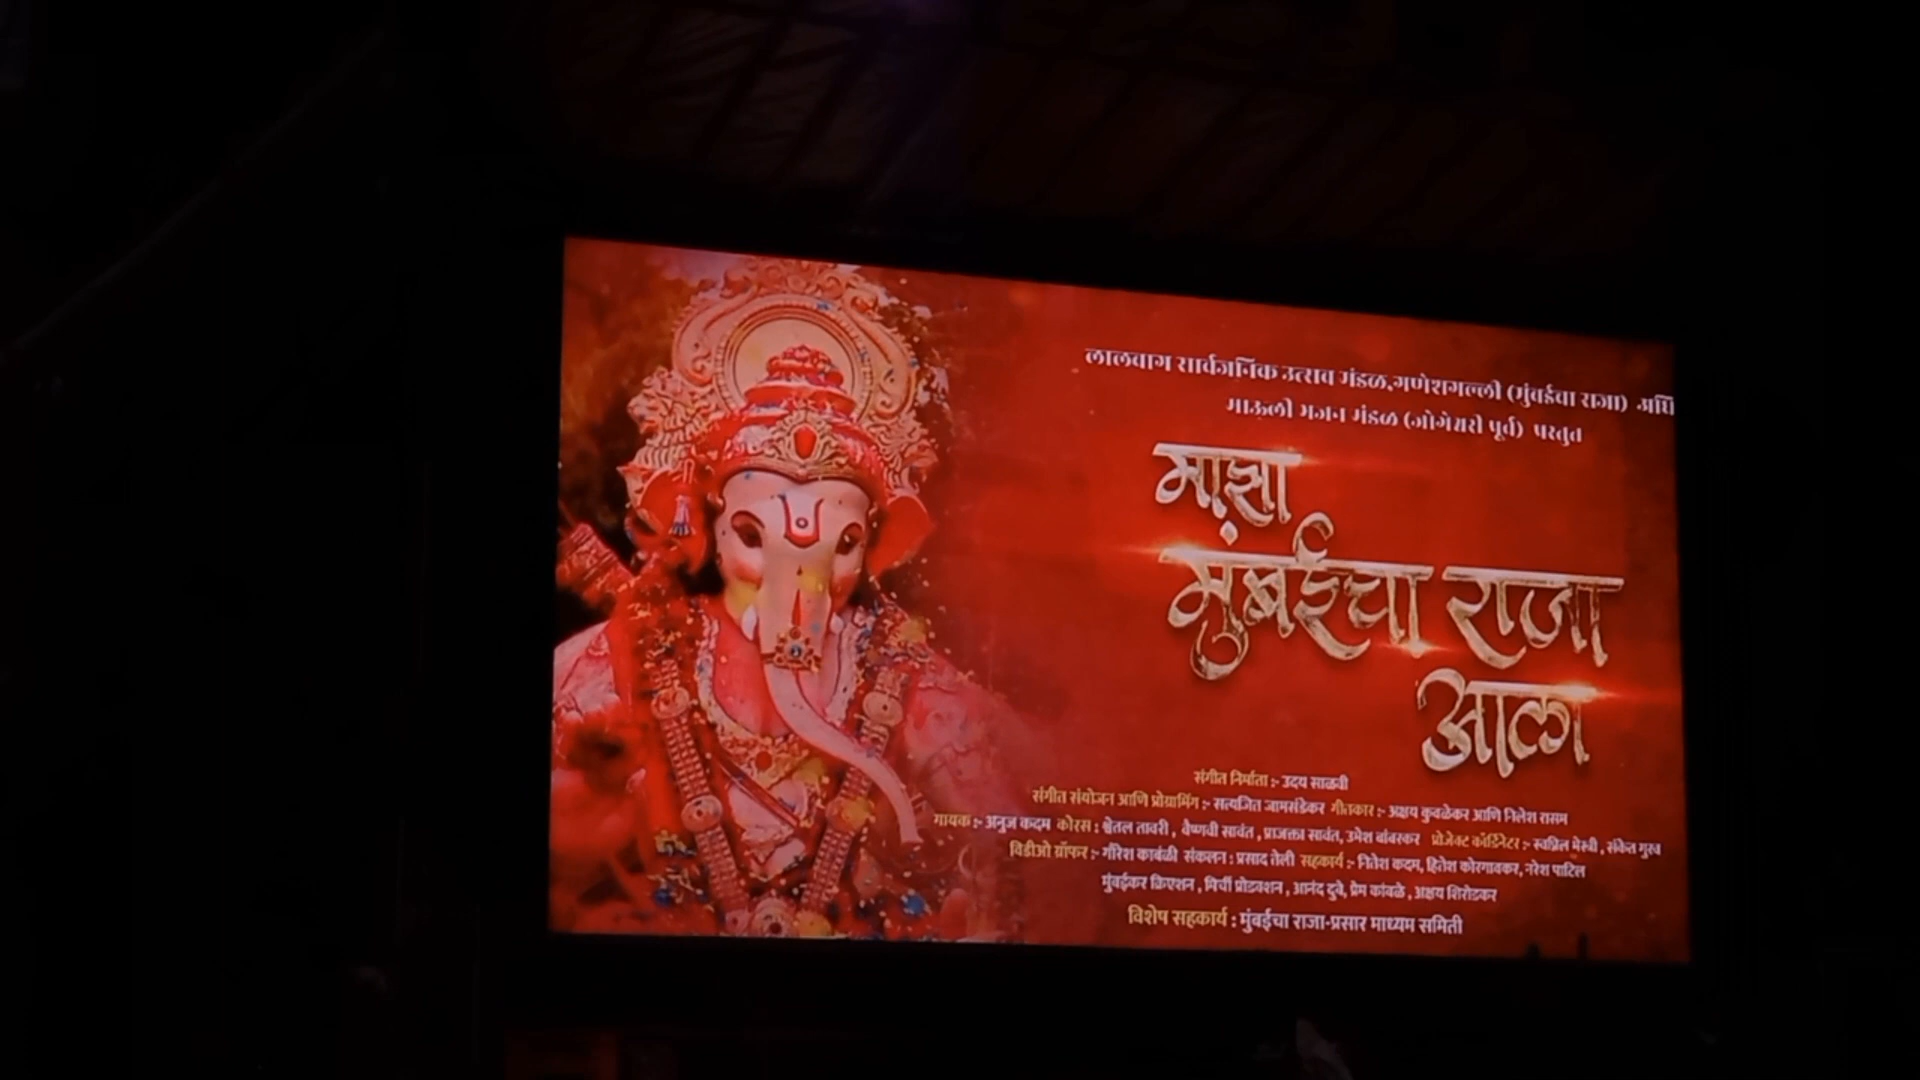 लालबाग सार्वजनिक उत्सव मंडळ,गणेशगल्ली (मुंबईचा राजा) आणि
माऊली भजन मंडळ (जोगेश्वरी पूर्व) प्रस्तुत
माझा
मुंबईचा राजा
आला
संगीत निर्माता :- उदय साळवी
संगीत संयोजन आणि प्रोग्रामिंग :- सत्यजित जामसंडेकर गीतकार :- अक्षय कुवळेकर आणि निलेश रासम
गायक :- अनुज कदम कोरस : श्वेतल तावरी , वैष्णवी सावंत , प्राजक्ता सावंत, उमेश बांबरकर प्रोजेक्ट कॉर्डिनेटर :- स्वप्निल मेस्त्री , संकेत गुरव
विडीओ ग्रॉफर :- गौरेश काबंळी संकलन : प्रसाद तेली सहकार्य :- नितेश कदम, हितेश कोरगावकर, नरेश पाटिल
मुंबईकर क्रिएशन , मिर्ची प्रोडक्शन , आनंद दुबे, प्रेम कांबळे , अक्षय शिरोडकर
विशेष सहकार्य : मुंबईचा राजा-प्रसार माध्यम समिती